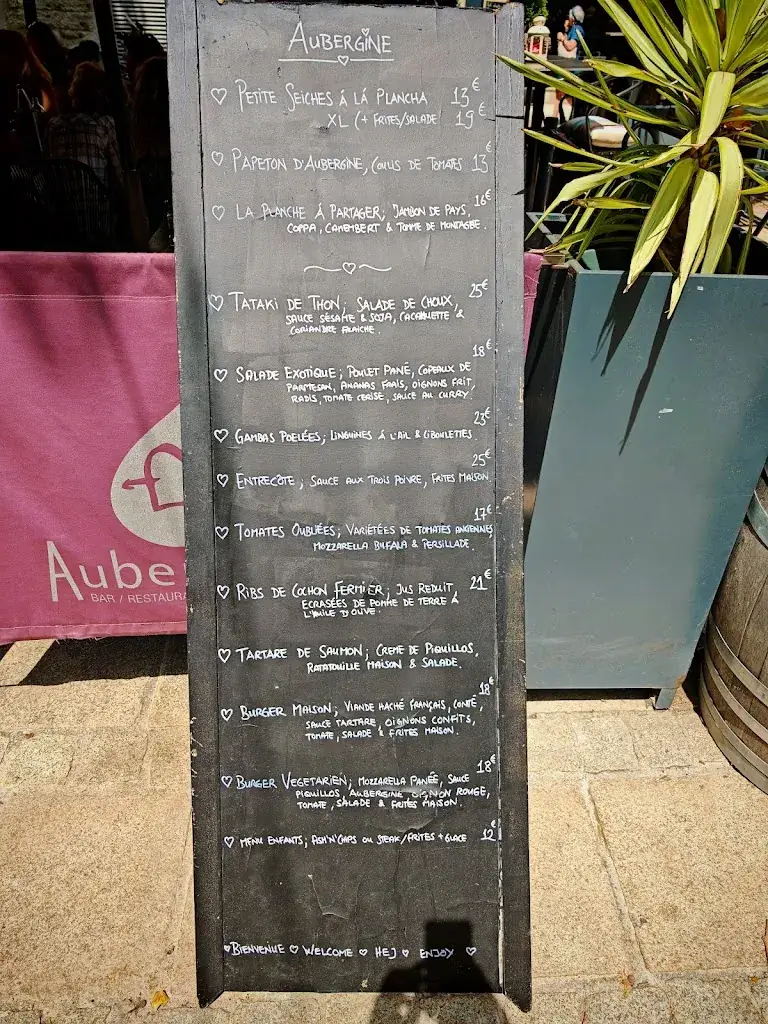 AUBERGINE
PETITE SEICHES Á LÁ PLANCHA 13€
XL (+ FRITES/SALADE 19€
PAPETON D'AUBERGINE, COULIS DE TOMATES 13€
LA PLANCHE Á PARTAGER; JAMBON DE PAYS, 16€
COPPA, CAMEMBERT & TOMME DE MONTAGNE.
TATAKI DE THON; SALADE DE CHOUX, 25€
SAUCE SÉSAME & SOJA, CACAHUETTE &
CORIANDRE FRAICHE.
18€
SALADE EXOTIQUE; POULET PANÉ, COPEAUX DE
PARMESAN, ANANAS FRAIS, OIGNONS FRIT,
RADIS, TOMATE CERISE, SAUCE AU CURRY.
23€
GAMBAS POELÉES; LINGUINES Á L'AIL & CIBOULETTES.
25€
ENTRECÔTE; SAUCE AUX TROIS POIVRE, FRITES MAISON.
17€
TOMATES OUBLIÉES; VARIÉTÉES DE TOMATES ANCIENNES
MOZZARELLA BUFALA & PERSILLADE.
RIBS DE COCHON FERMIER; JUS REDUIT, 21€
ECRASÉES DE POMME DE TERRE Á
L'HUILE D'OLIVE.
TARTARE DE SAUMON; CREME DE PIQUILLOS,
RATATOUILLE MAISON & SALADE.
18€
BURGER MAISON; VIANDE HACHÉ FRANÇAIS, CONTÉ,
SAUCE TARTARE, OIGNONS CONFITS,
TOMATE, SALADE & FRITES MAISON.
18€
BURGER VEGETARIEN; MOZZARELLA PANÉE, SAUCE
PIQUILLOS, AUBERGINE, OIGNON ROUGE,
TOMATE, SALADE & FRITES MAISON.
MENU ENFANTS; FISH'N'CHIPS OU STEAK/FRITES + GLACE 12€
BIENVENUE WELCOME HEJ ENJOY
Aube
BAR / RESTAURA